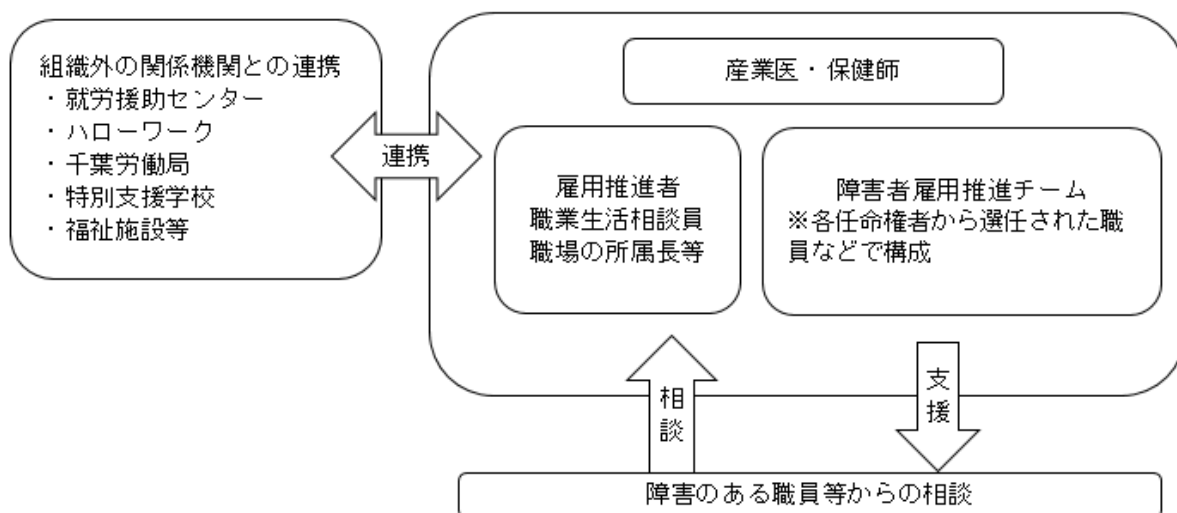 組織外の関係機関との連携
・就労援助センター
・ハローワーク
・千葉労働局
・特別支援学校
・福祉施設等
連携
産業医・保健師
雇用推進者
職業生活相談員
職場の所属長等
障害者雇用推進チーム
※各任命権者から選任された職
員などで構成
相談
支援
障害のある職員等からの相談